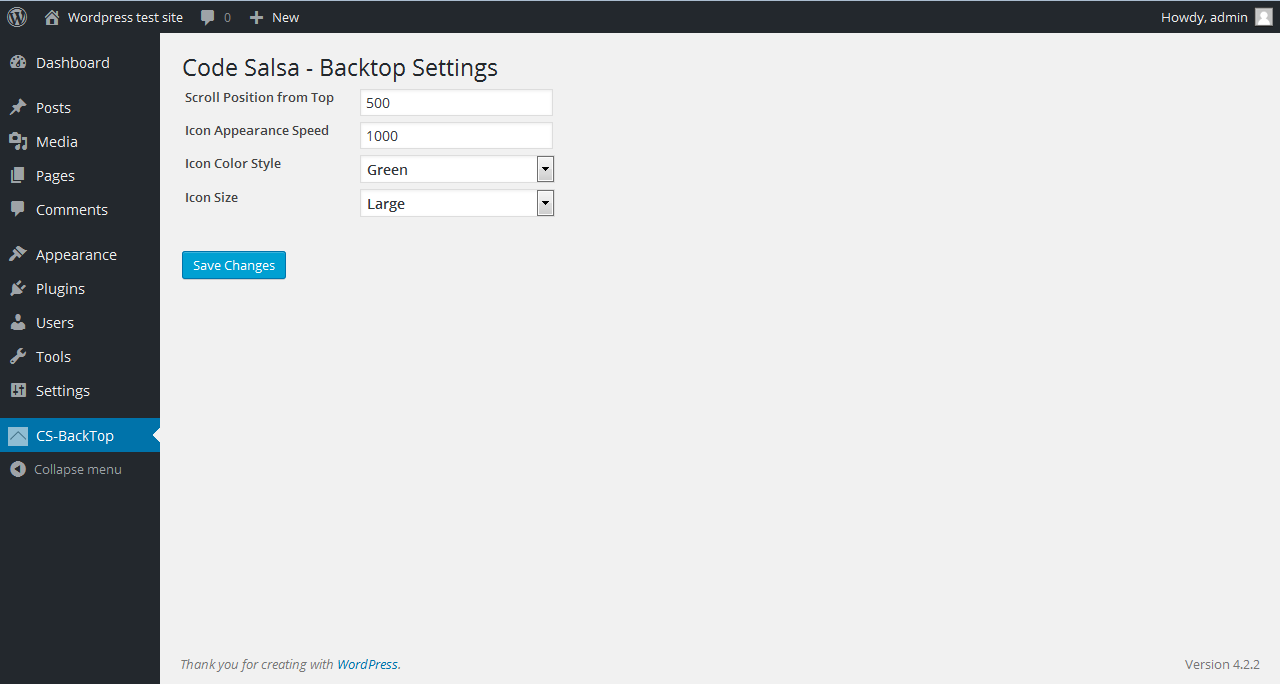 Wordpress test site 0 New Howdy, admin
Dashboard
Posts
Media
Pages
Comments
Appearance
Plugins
Users
Tools
Settings
CS-BackTop
Collapse menu
Code Salsa - Backtop Settings
Scroll Position from Top 500
Icon Appearance Speed 1000
Icon Color Style Green
Icon Size Large
Save Changes
Thank you for creating with WordPress. Version 4.2.2